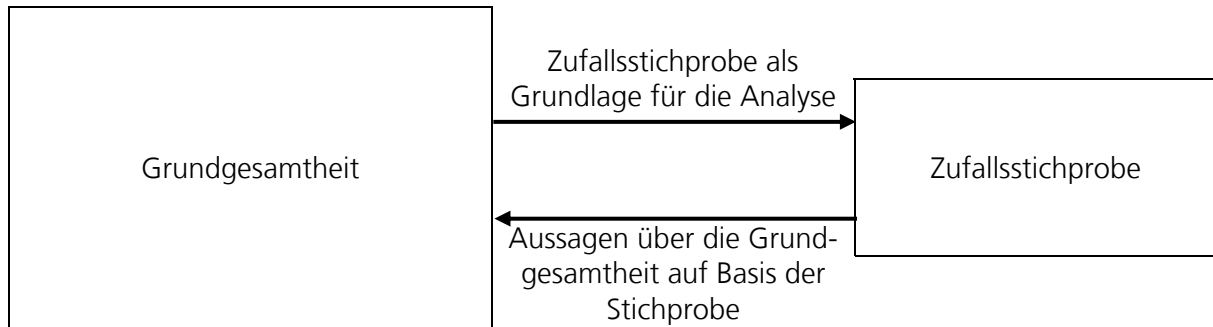 Grundgesamtheit
Zufallsstichprobe als
Grundlage für die Analyse
Aussagen über die Grund-
gesamtheit auf Basis der
Stichprobe
Zufallsstichprobe